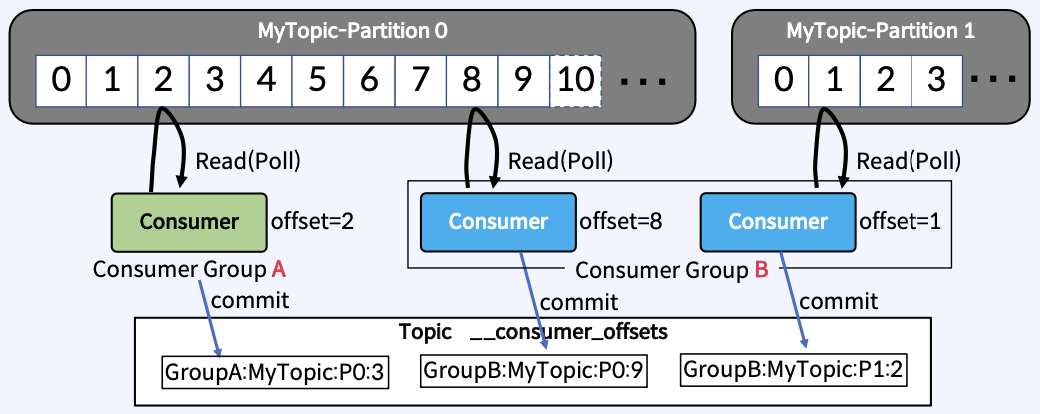 MyTopic-Partition 0
MyTopic-Partition 1
0 1 2 3 4 5 6 7 8 9 10 ...
0 1 2 3 ...
Read(Poll)
Read(Poll)
Read(Poll)
Consumer
offset=2
Consumer
offset=8
Consumer
offset=1
Consumer Group A
Consumer Group B
commit
commit
commit
Topic __consumer_offsets
GroupA:MyTopic:P0:3
GroupB:MyTopic:P0:9
GroupB:MyTopic:P1:2